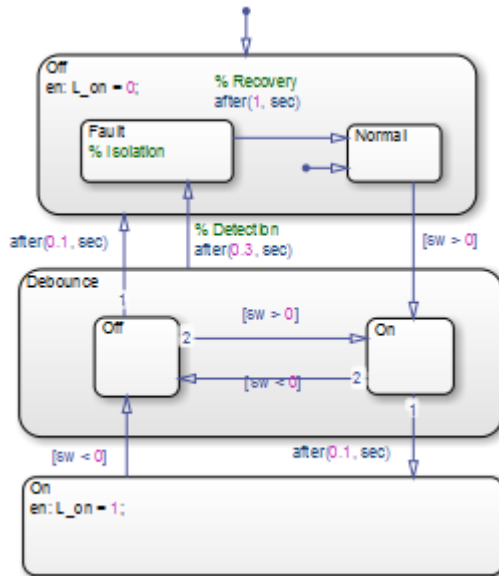 Off
en: L_on = 0;
% Recovery
after(1, sec)
Fault
% Isolation
Normal
after(0.1, sec)
% Detection
after(0.3, sec)
[sw > 0]
Debounce
1
Off
[sw > 0]
On
2
[sw < 0]
2
1
[sw < 0]
after(0.1, sec)
On
en: L_on = 1;